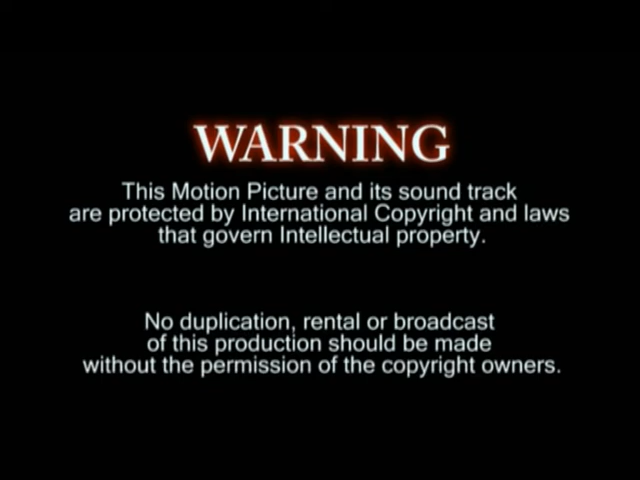 WARNING
This Motion Picture and its sound track
are protected by International Copyright and laws
that govern Intellectual property.
No duplication, rental or broadcast
of this production should be made
without the permission of the copyright owners.